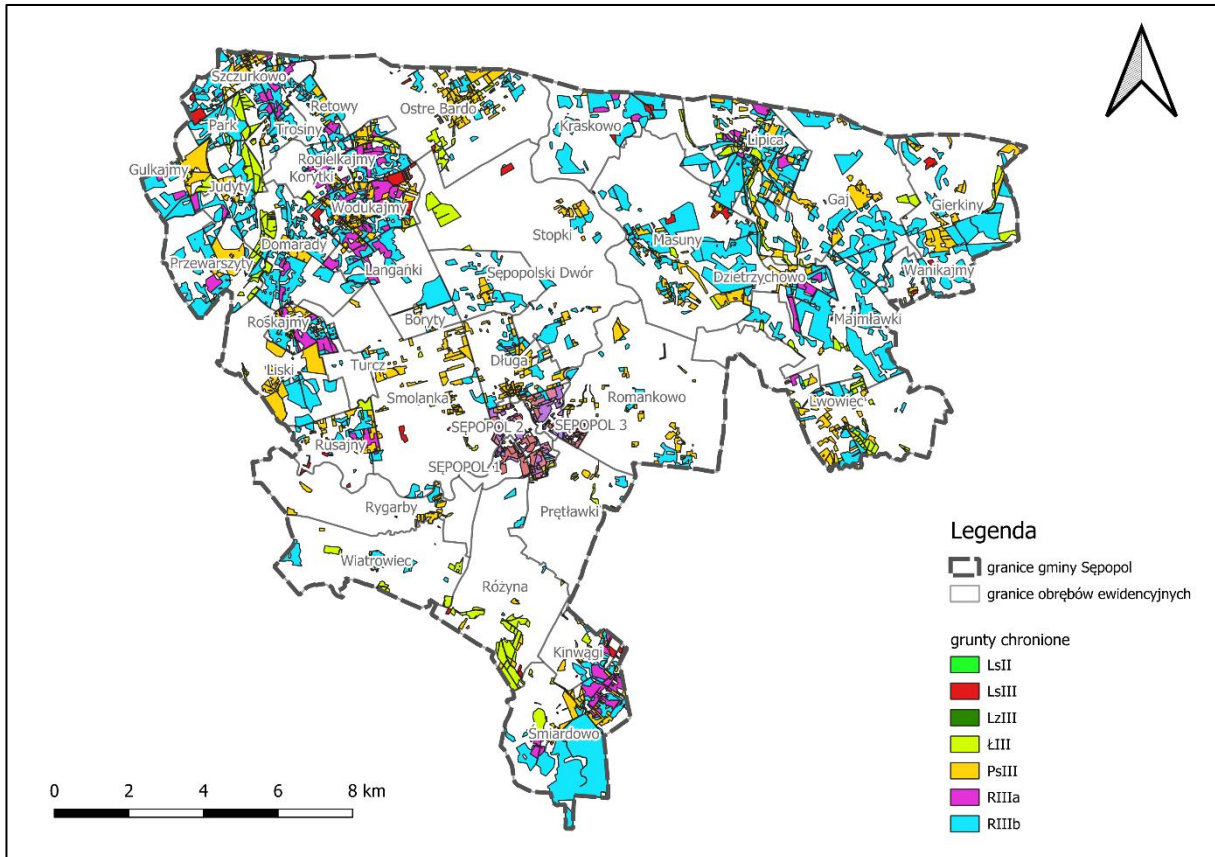 Szczurkowo
Retowy
Ostre Bardo
Park
Trosiny
Kraskowo
Lipica
Gulkajmy
Rogielkajmy
Korytki
Judyty
Wodukajmy
Gaj
Gierkiny
Stopki
Masuny
Domarady
Przewarszyty
Langańki
Sępopolski Dwór
Dzietrzychowo
Wanikajmy
Boryty
Majmławki
Roskajmy
Liski
Turcz
Długa
Smolanka
Romankowo
Lwowiec
SĘPOPOL 2
SĘPOPOL 3
Rusajny
SĘPOPOL 1
Rygarby
Prętławki
Wiatrowiec
Różyna
Kinwągi
Śmiardowo
0 2 4 6 8 km
Legenda
granice gminy Sępopol
granice obrębów ewidencyjnych
grunty chronione
LsII
LsIII
LzIII
ŁIII
PsIII
RIIIa
RIIIb